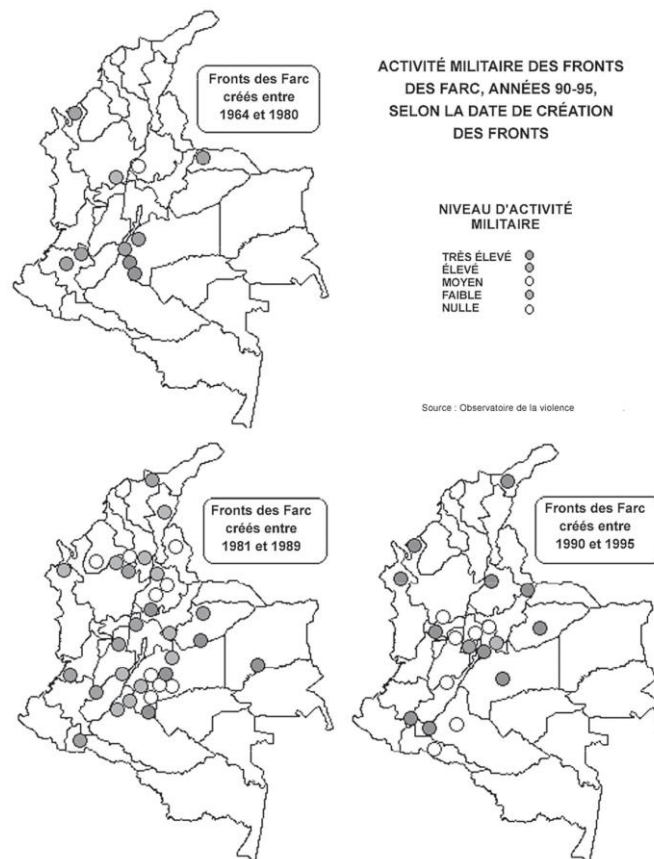 Fronts des Farc
créés entre
1964 et 1980
ACTIVITÉ MILITAIRE DES FRONTS
DES FARC, ANNÉES 90-95,
SELON LA DATE DE CRÉATION
DES FRONTS
NIVEAU D'ACTIVITÉ
MILITAIRE
TRÈS ÉLEVÉ
ÉLEVÉ
MOYEN
FAIBLE
NULLE
Source : Observatoire de la violence
Fronts des Farc
créés entre
1981 et 1989
Fronts des Farc
créés entre
1990 et 1995